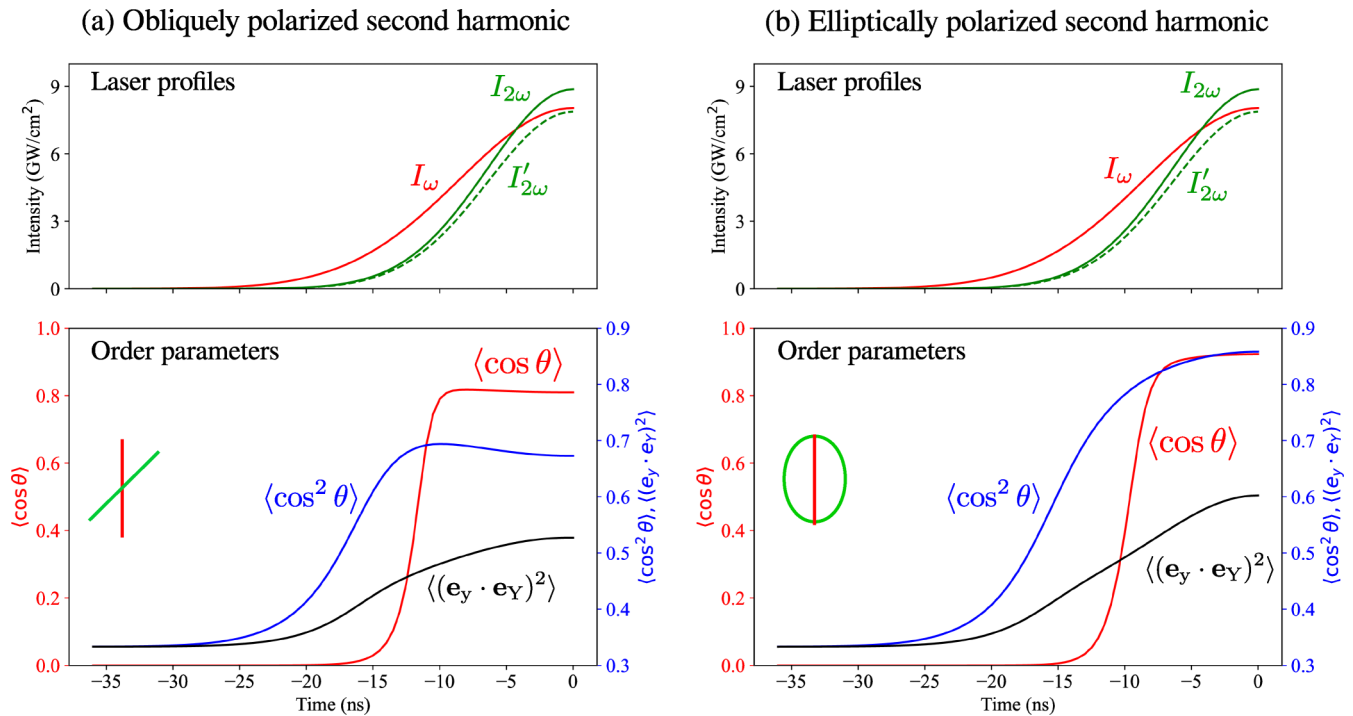 (a) Obliquely polarized second harmonic
Laser profiles
I_{2ω}
I_ω
I′_{2ω}
Intensity (GW/cm²)
9
6
3
0
Order parameters
⟨cos θ⟩
⟨cos² θ⟩
⟨(e_y · e_Y)²⟩
⟨cosθ⟩
1.0
0.8
0.6
0.4
0.2
0.0
0.9
0.8
0.7
0.6
0.5
0.4
0.3
⟨cos² θ⟩, ⟨(e_y · e_Y)²⟩
−35 −30 −25 −20 −15 −10 −5 0
Time (ns)
(b) Elliptically polarized second harmonic
Laser profiles
I_{2ω}
I_ω
I′_{2ω}
Intensity (GW/cm²)
9
6
3
0
Order parameters
⟨cos θ⟩
⟨cos² θ⟩
⟨(e_y · e_Y)²⟩
⟨cosθ⟩
1.0
0.8
0.6
0.4
0.2
0.0
0.9
0.8
0.7
0.6
0.5
0.4
0.3
⟨cos² θ⟩, ⟨(e_y · e_Y)²⟩
−35 −30 −25 −20 −15 −10 −5 0
Time (ns)